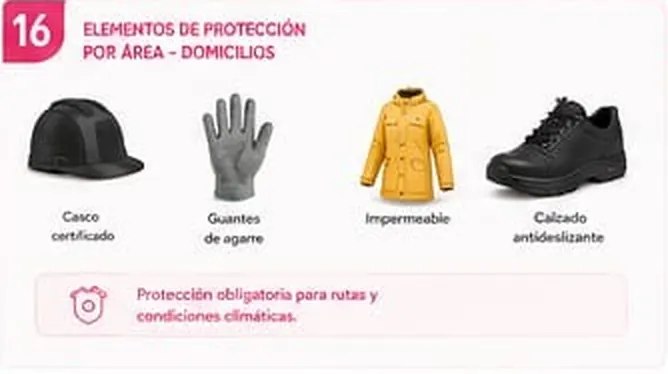 16
ELEMENTOS DE PROTECCIÓN
POR ÁREA - DOMICILIOS
Casco
certificado
Guantes
de agarre
Impermeable
Calzado
antideslizante
Protección obligatoria para rutas y
condiciones climáticas.